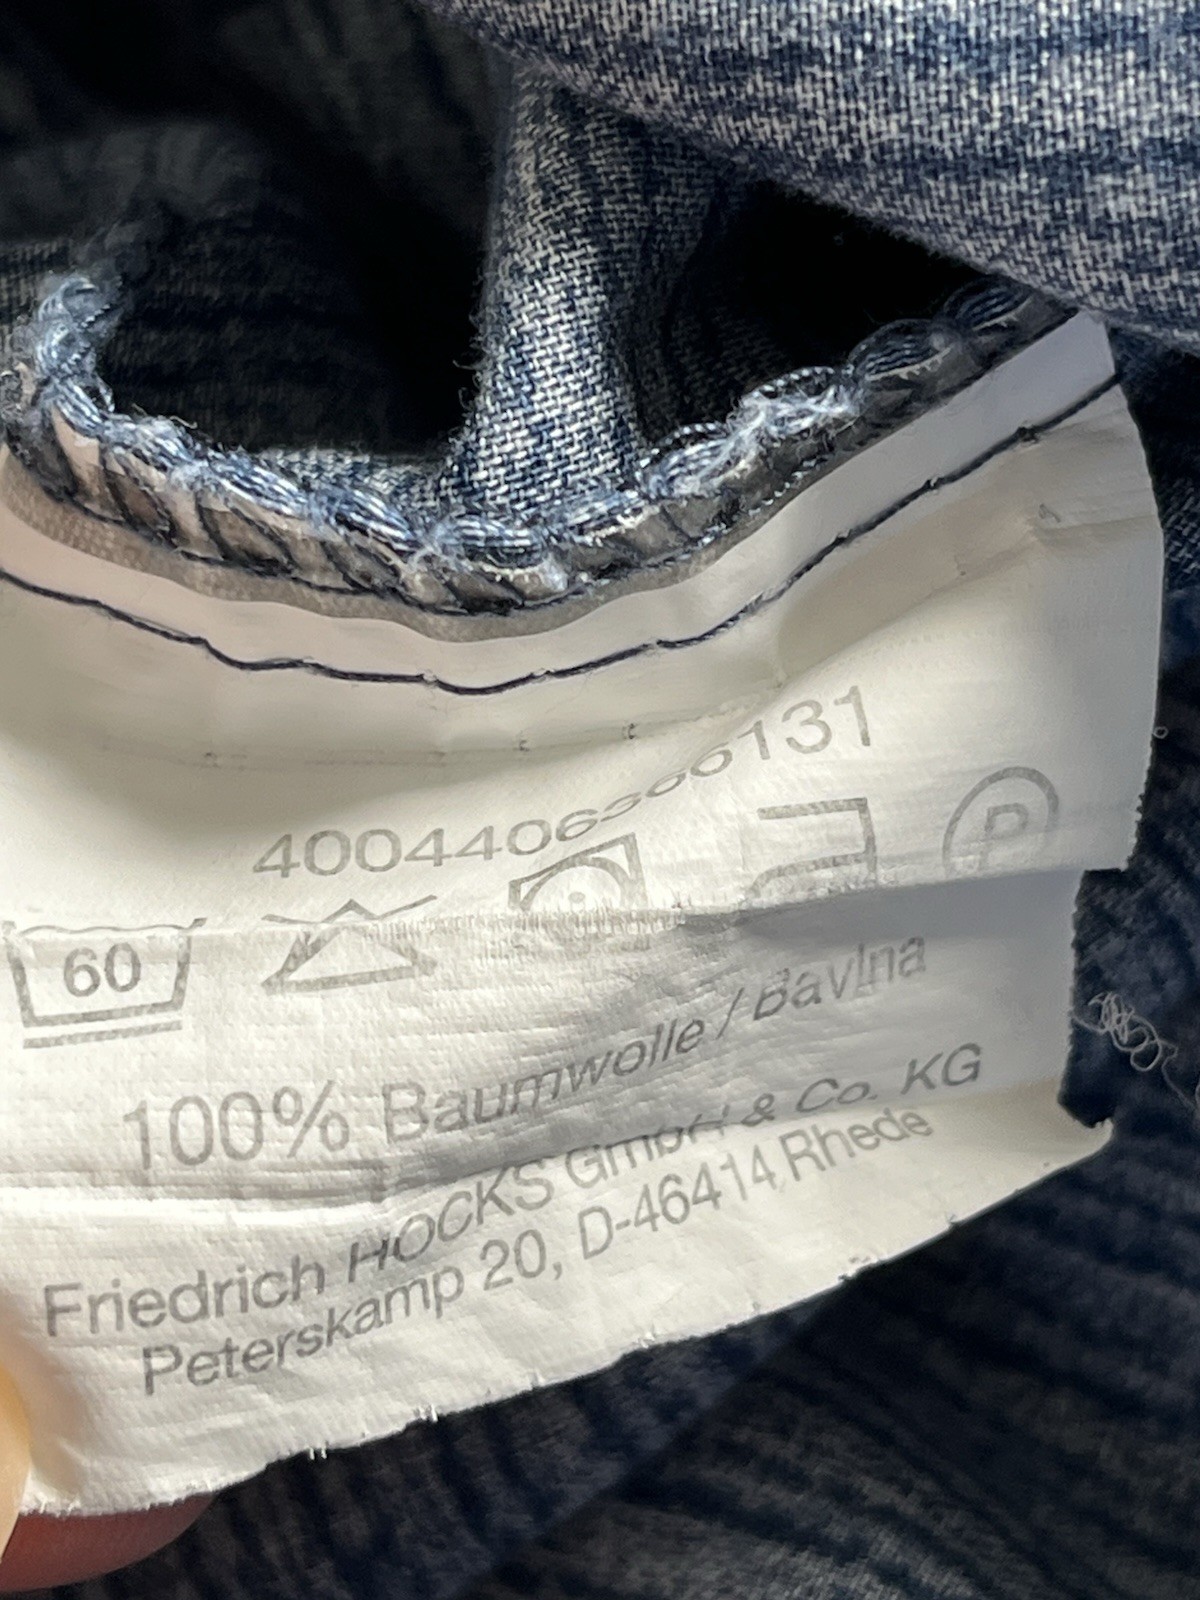 60
P
100% Baumwolle / Bavlna
Friedrich HOCKS GmbH & Co. KG
Peterskamp 20, D-46414 Rhede